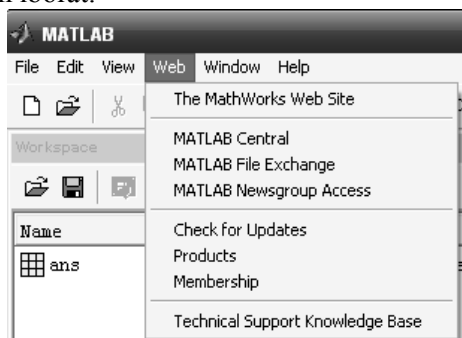 MATLAB
File Edit View Web Window Help
The MathWorks Web Site
Workspace
MATLAB Central
MATLAB File Exchange
MATLAB Newsgroup Access
Name
Check for Updates
ans
Products
Membership
Technical Support Knowledge Base